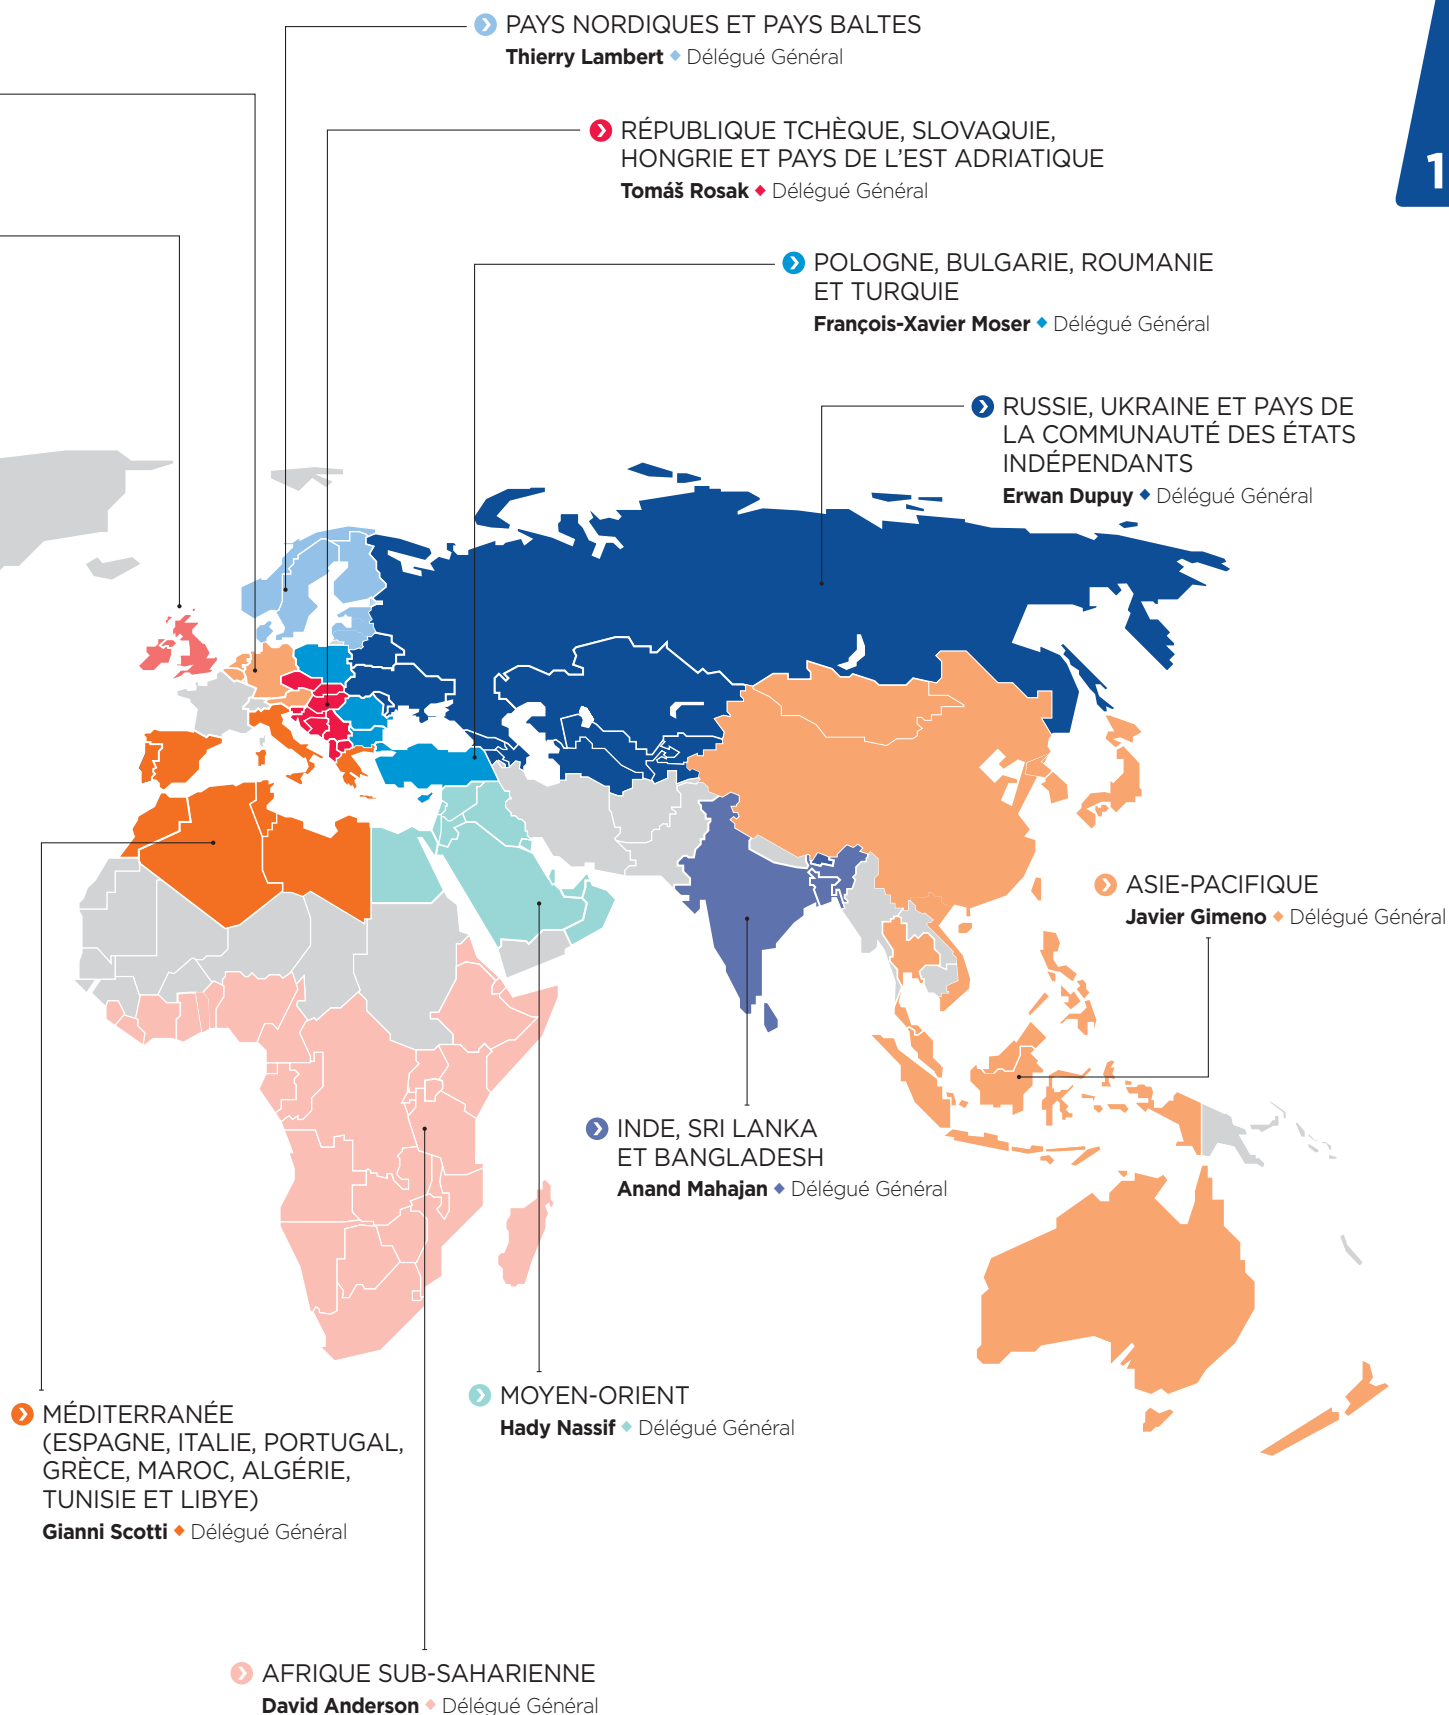 PAYS NORDIQUES ET PAYS BALTES
Thierry Lambert ◆ Délégué Général
RÉPUBLIQUE TCHÈQUE, SLOVAQUIE,
HONGRIE ET PAYS DE L'EST ADRIATIQUE
Tomáš Rosak ◆ Délégué Général
1
POLOGNE, BULGARIE, ROUMANIE
ET TURQUIE
François-Xavier Moser ◆ Délégué Général
RUSSIE, UKRAINE ET PAYS DE
LA COMMUNAUTÉ DES ÉTATS
INDÉPENDANTS
Erwan Dupuy ◆ Délégué Général
ASIE-PACIFIQUE
Javier Gimeno ◆ Délégué Général
INDE, SRI LANKA
ET BANGLADESH
Anand Mahajan ◆ Délégué Général
MOYEN-ORIENT
Hady Nassif ◆ Délégué Général
MÉDITERRANÉE
(ESPAGNE, ITALIE, PORTUGAL,
GRÈCE, MAROC, ALGÉRIE,
TUNISIE ET LIBYE)
Gianni Scotti ◆ Délégué Général
AFRIQUE SUB-SAHARIENNE
David Anderson ◆ Délégué Général